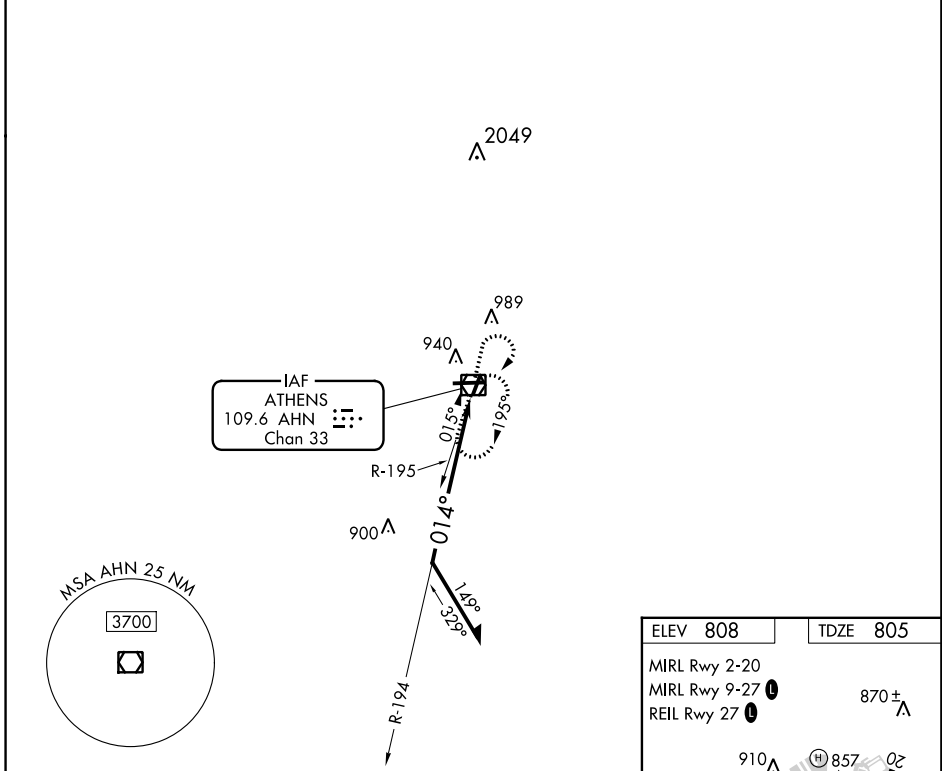 2049
989
940
IAF
ATHENS
109.6 AHN
Chan 33
015°
195°
R-195
014°
900
149°
329°
R-194
MSA AHN 25 NM
3700
ELEV 808
TDZE 805
MIRL Rwy 2-20
MIRL Rwy 9-27 L
REIL Rwy 27 L
870±
910
H 857
20